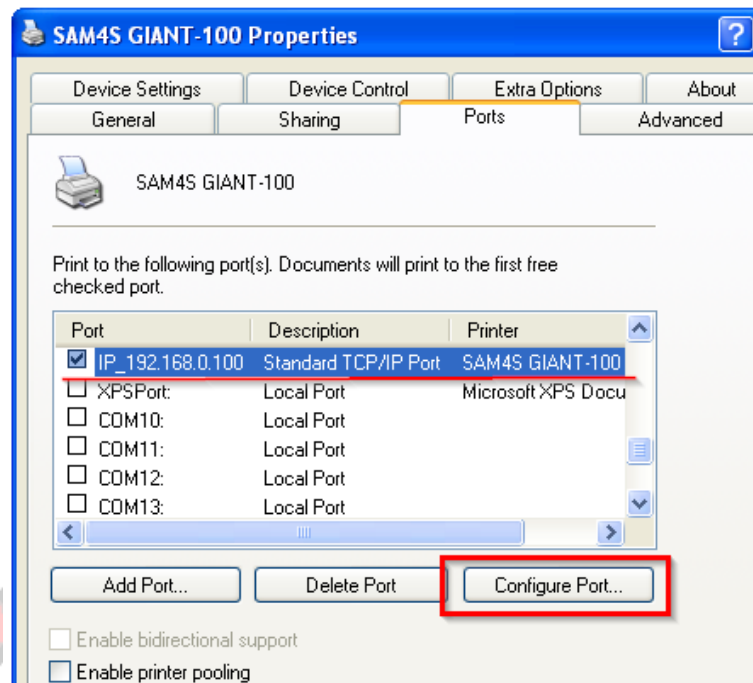 SAM4S GIANT-100 Properties
?
Device Settings Device Control Extra Options About
General Sharing Ports Advanced
SAM4S GIANT-100
Print to the following port(s). Documents will print to the first free
checked port.
Port Description Printer
IP_192.168.0.100 Standard TCP/IP Port SAM4S GIANT-100
XPSPort: Local Port Microsoft XPS Docu
COM10: Local Port
COM11: Local Port
COM12: Local Port
COM13: Local Port
Add Port... Delete Port Configure Port...
Enable bidirectional support
Enable printer pooling